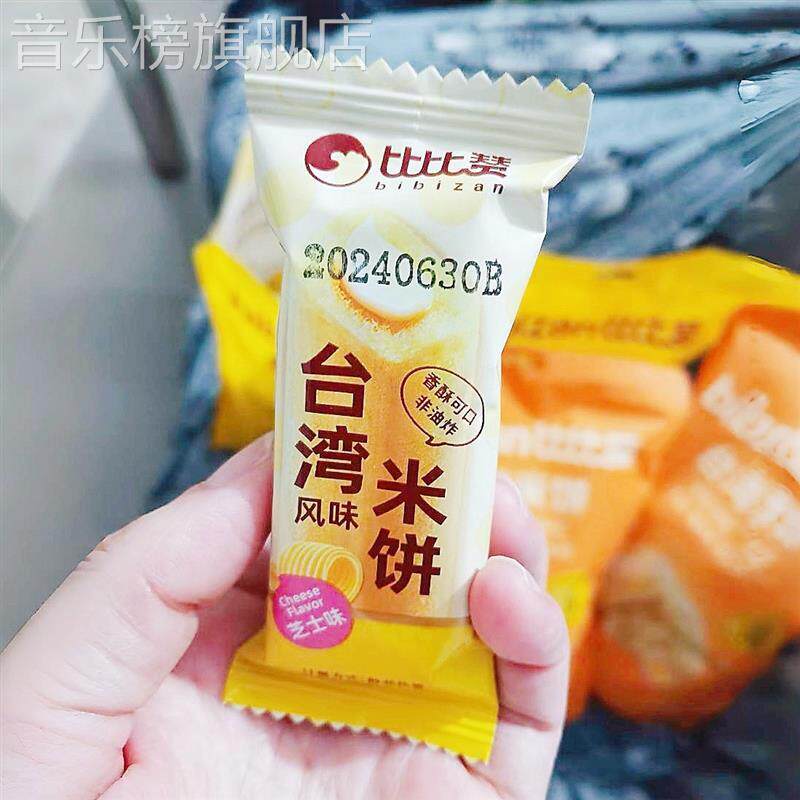 音乐榜旗舰店
比比赞
bibizan
20240630B
台湾
风味
米饼
香酥可口
非油炸
Cheese
Flavor
芝士味